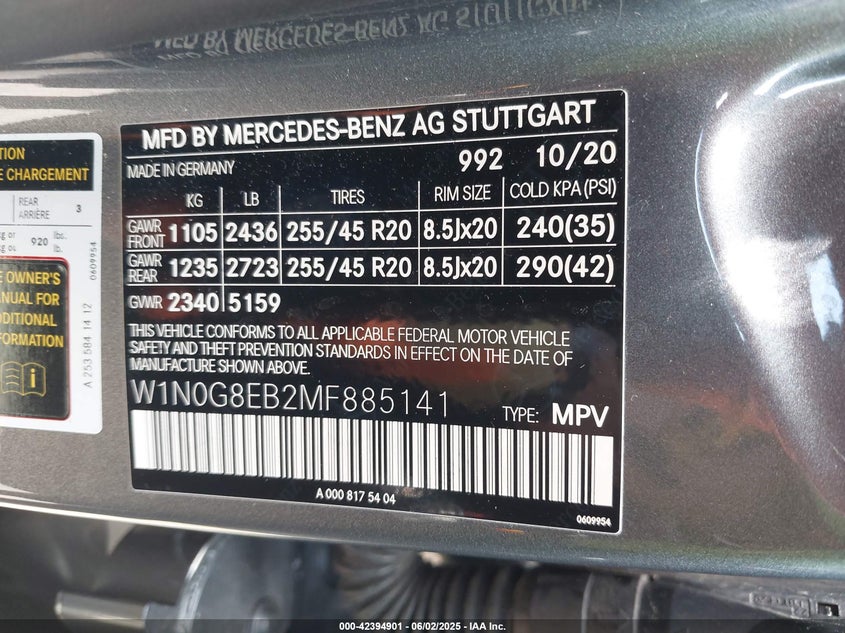 MFD BY MERCEDES-BENZ AG STUTTGART
MADE IN GERMANY 992 10/20
KG LB TIRES RIM SIZE COLD KPA (PSI)
GAWR FRONT 1105 2436 255/45 R20 8.5Jx20 240(35)
GAWR REAR 1235 2723 255/45 R20 8.5Jx20 290(42)
GVWR 2340 5159
THIS VEHICLE CONFORMS TO ALL APPLICABLE FEDERAL MOTOR VEHICLE
SAFETY AND THEFT PREVENTION STANDARDS IN EFFECT ON THE DATE OF
MANUFACTURE SHOWN ABOVE.
W1N0G8EB2MF885141 TYPE: MPV
A 000 817 54 04
0609954
CHARGEMENT
REAR
ARRIÈRE 3
920 lbs.
lb.
OWNER'S
FOR
0609954
A 253 584 14 12
000-42394901 - 06/02/2025 - IAA Inc.